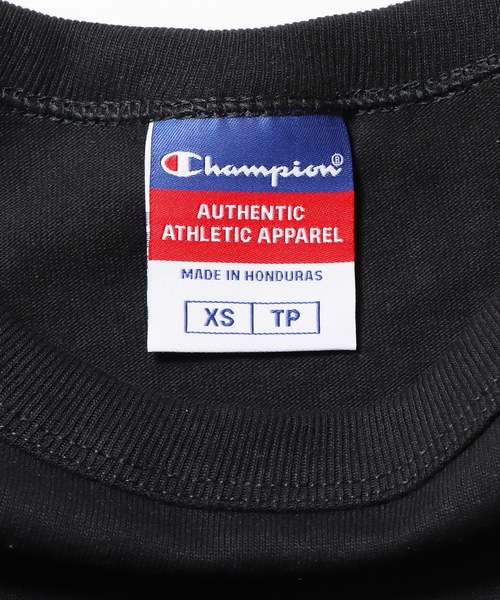 Champion®
AUTHENTIC
ATHLETIC APPAREL
MADE IN HONDURAS
XS TP